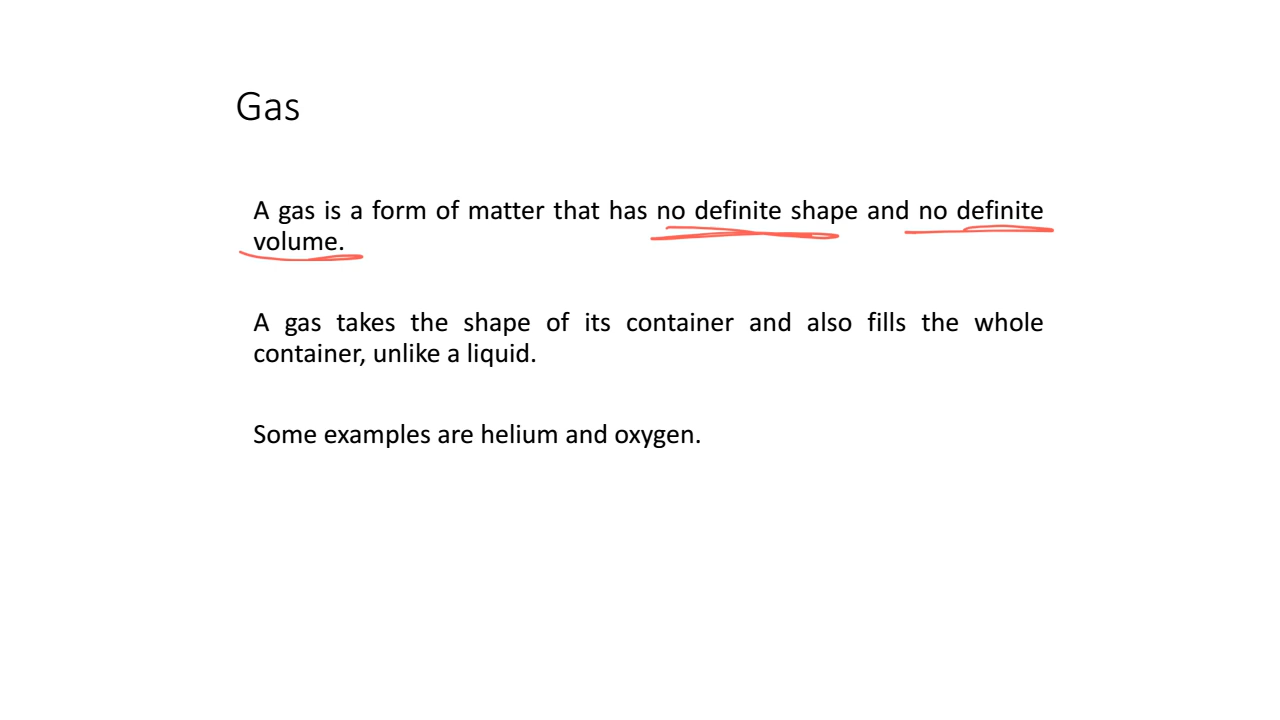 Gas
A gas is a form of matter that has no definite shape and no definite
volume.
A gas takes the shape of its container and also fills the whole
container, unlike a liquid.
Some examples are helium and oxygen.